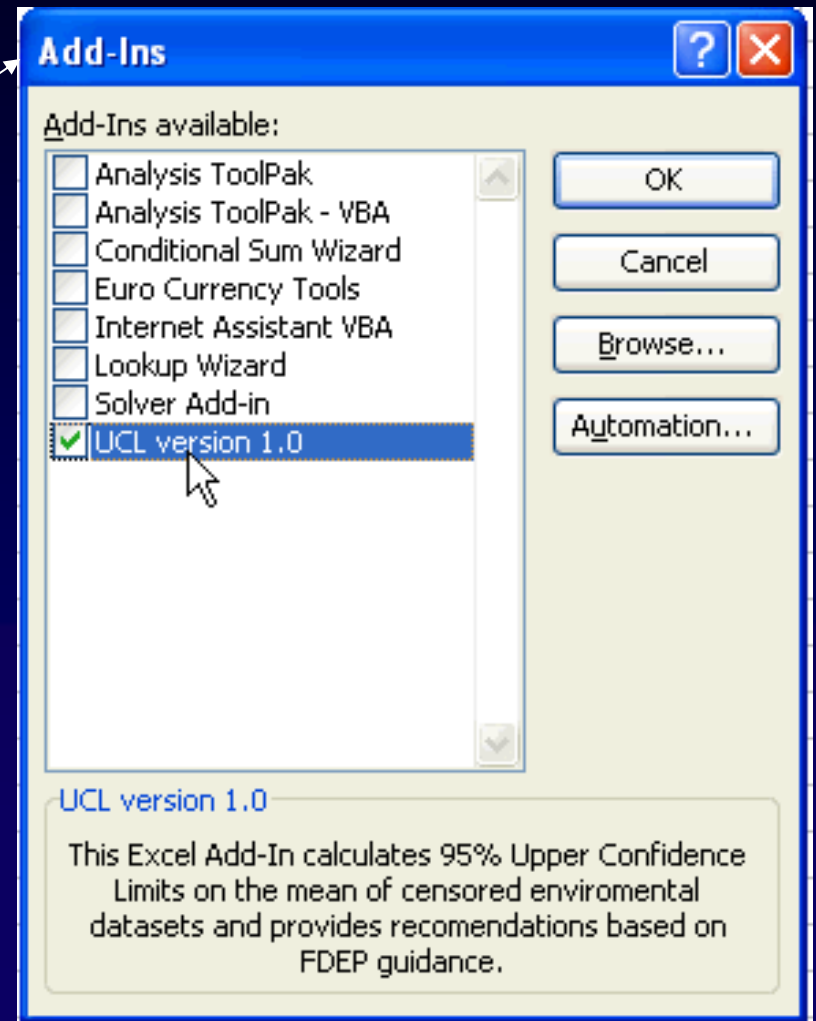 Add-Ins
Add-Ins available:
Analysis ToolPak
Analysis ToolPak - VBA
Conditional Sum Wizard
Euro Currency Tools
Internet Assistant VBA
Lookup Wizard
Solver Add-in
UCL version 1.0
OK
Cancel
Browse...
Automation...
UCL version 1.0
This Excel Add-In calculates 95% Upper Confidence
Limits on the mean of censored enviromental
datasets and provides recomendations based on
FDEP guidance.